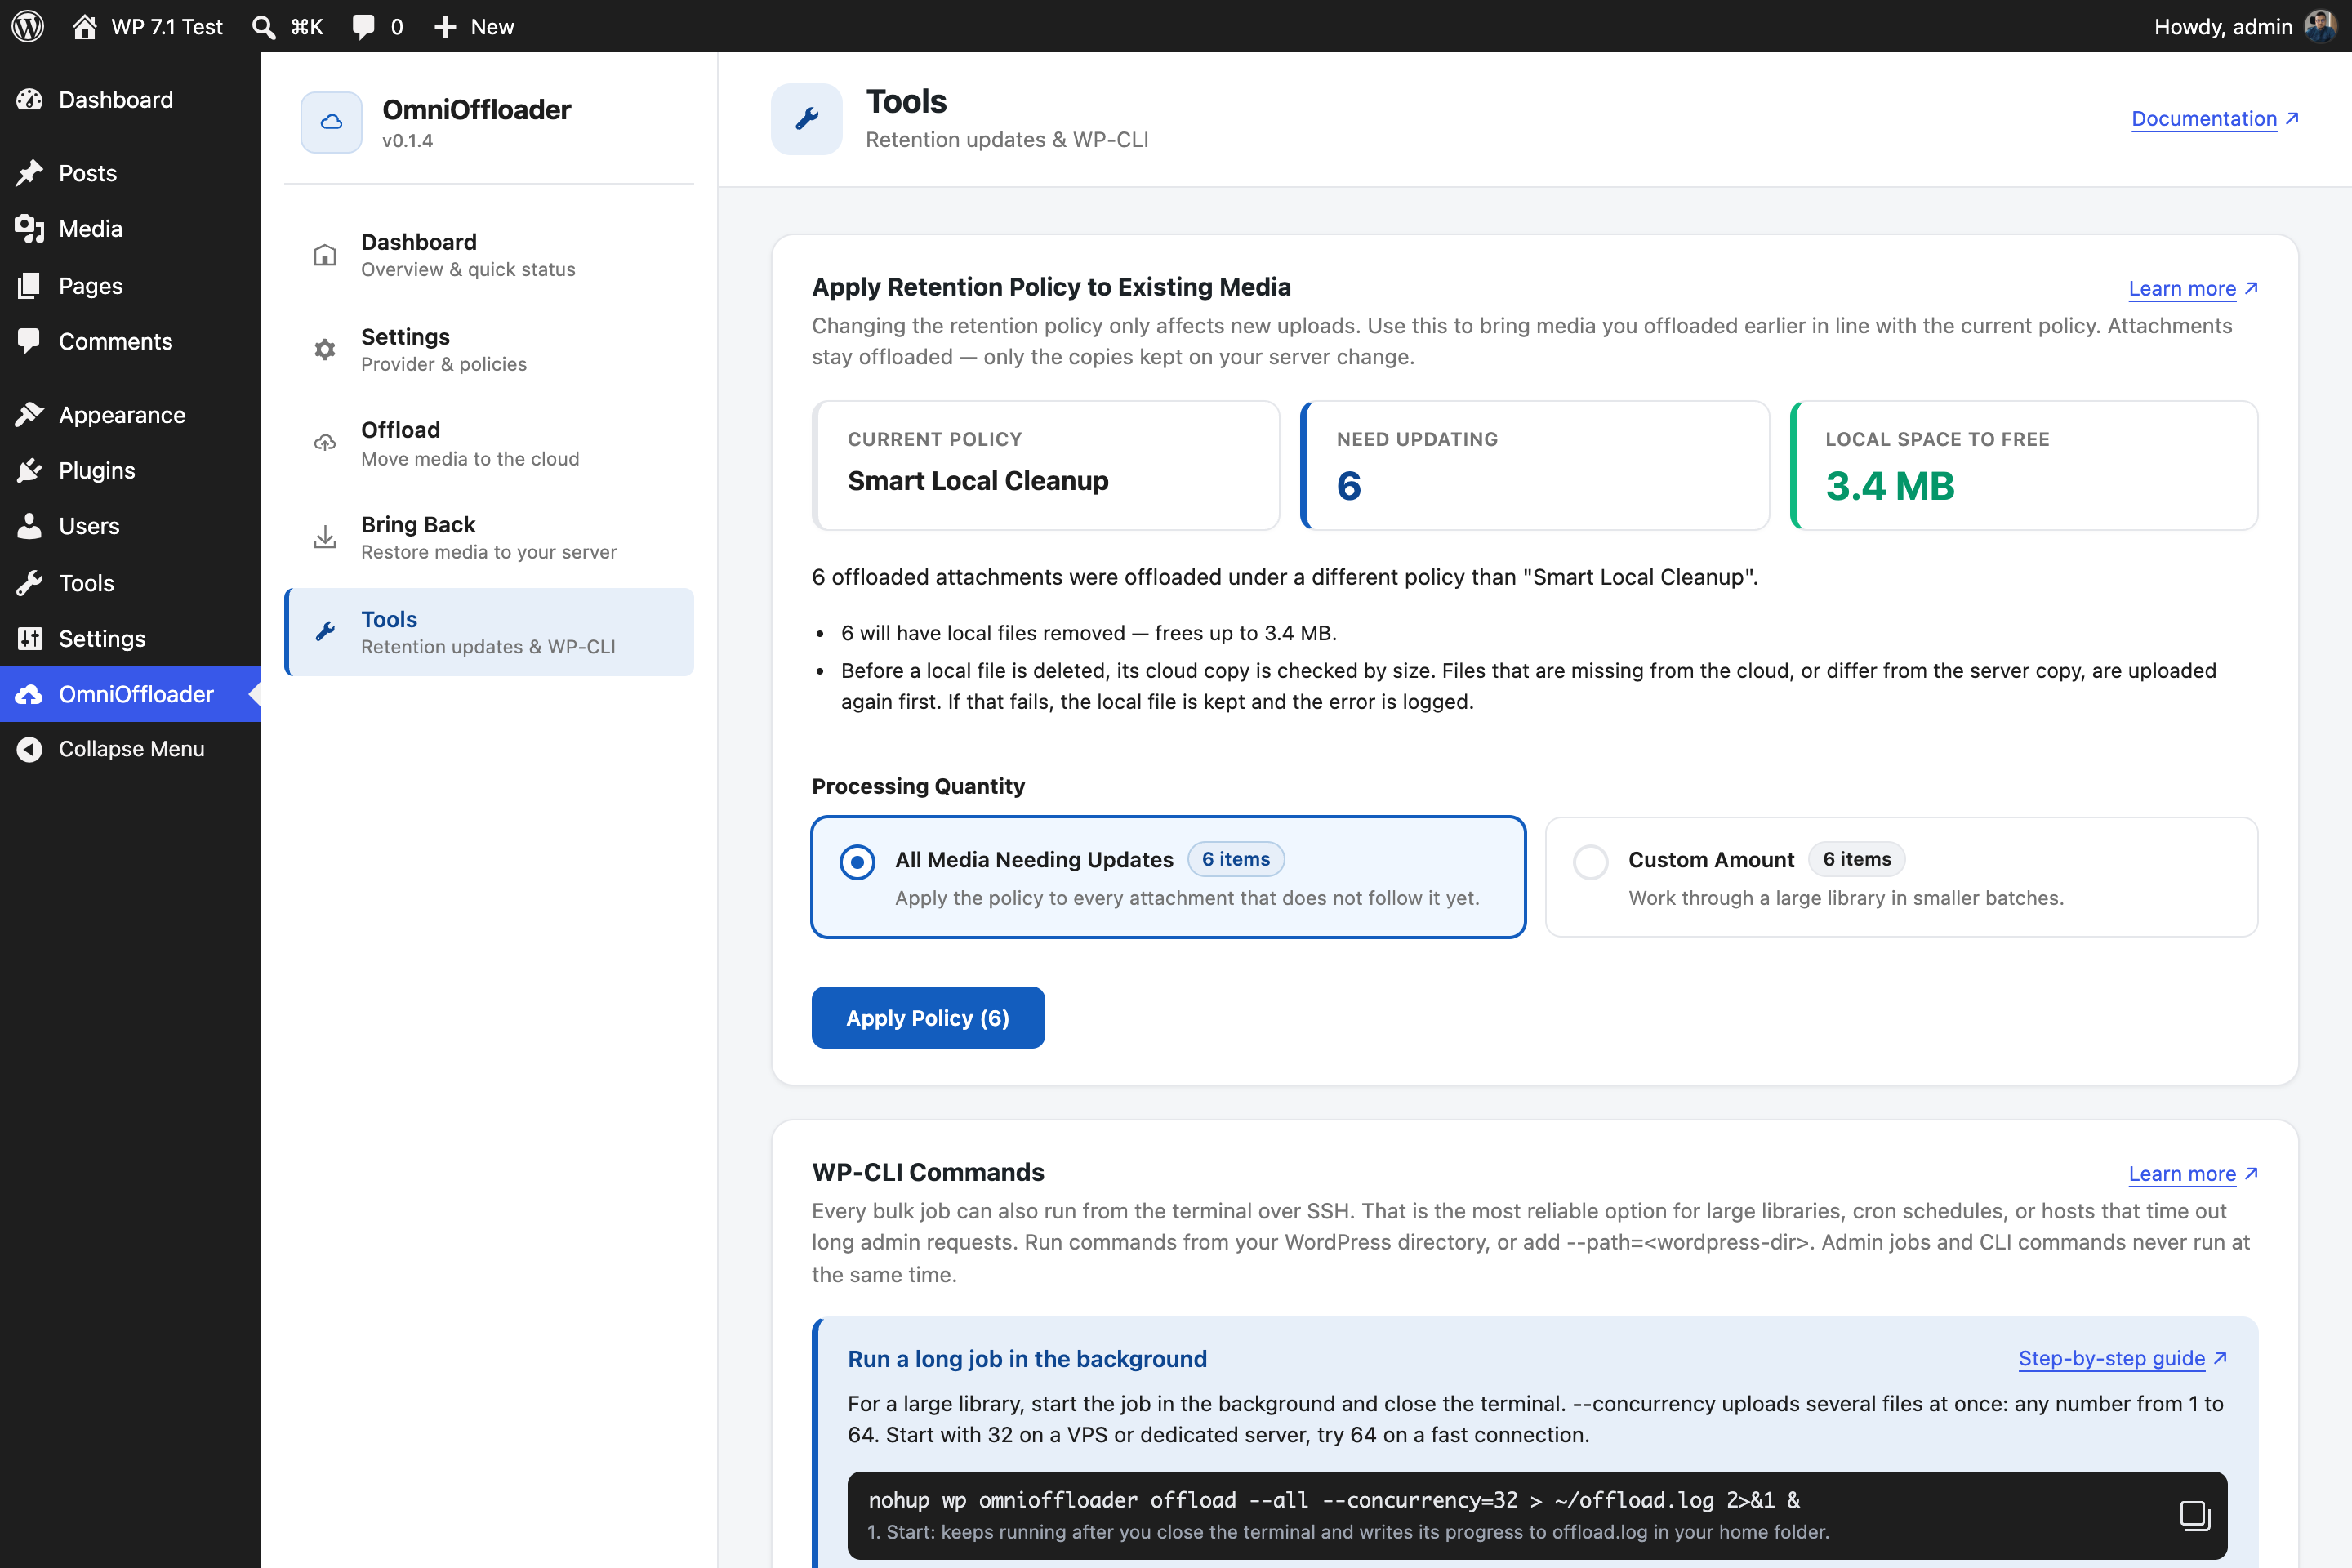 WP 7.1 Test
⌘K
0
New
Howdy, admin
Dashboard
Posts
Media
Pages
Comments
Appearance
Plugins
Users
Tools
Settings
OmniOffloader
Collapse Menu
OmniOffloader
v0.1.4
Dashboard
Overview & quick status
Settings
Provider & policies
Offload
Move media to the cloud
Bring Back
Restore media to your server
Tools
Retention updates & WP-CLI
Tools
Retention updates & WP-CLI
Documentation ↗
Apply Retention Policy to Existing Media
Learn more ↗
Changing the retention policy only affects new uploads. Use this to bring media you offloaded earlier in line with the current policy. Attachments
stay offloaded — only the copies kept on your server change.
CURRENT POLICY
Smart Local Cleanup
NEED UPDATING
6
LOCAL SPACE TO FREE
3.4 MB
6 offloaded attachments were offloaded under a different policy than "Smart Local Cleanup".
• 6 will have local files removed — frees up to 3.4 MB.
• Before a local file is deleted, its cloud copy is checked by size. Files that are missing from the cloud, or differ from the server copy, are uploaded
again first. If that fails, the local file is kept and the error is logged.
Processing Quantity
All Media Needing Updates 6 items
Apply the policy to every attachment that does not follow it yet.
Custom Amount 6 items
Work through a large library in smaller batches.
Apply Policy (6)
WP-CLI Commands
Learn more ↗
Every bulk job can also run from the terminal over SSH. That is the most reliable option for large libraries, cron schedules, or hosts that time out
long admin requests. Run commands from your WordPress directory, or add --path=<wordpress-dir>. Admin jobs and CLI commands never run at
the same time.
Run a long job in the background
Step-by-step guide ↗
For a large library, start the job in the background and close the terminal. --concurrency uploads several files at once: any number from 1 to
64. Start with 32 on a VPS or dedicated server, try 64 on a fast connection.
nohup wp omnioffloader offload --all --concurrency=32 > ~/offload.log 2>&1 &
1. Start: keeps running after you close the terminal and writes its progress to offload.log in your home folder.